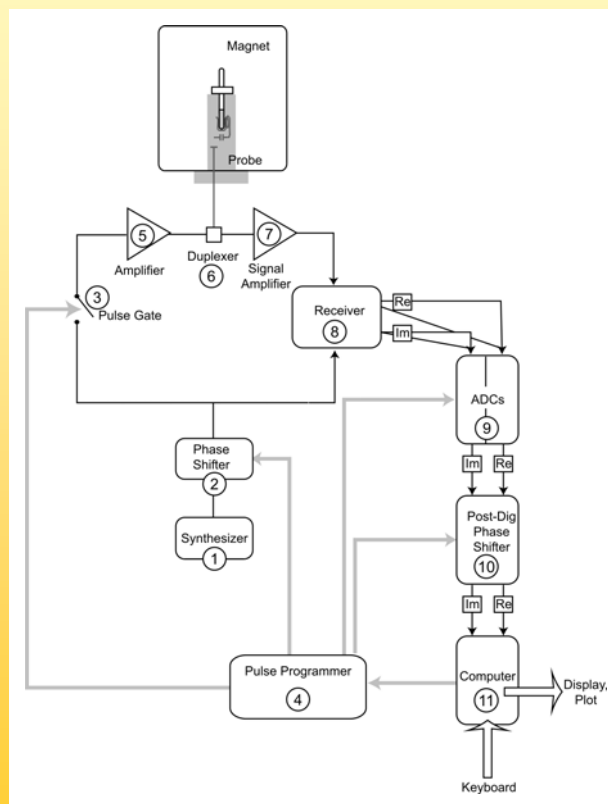 Magnet
Probe
5
Amplifier
Duplexer
6
7
Signal
Amplifier
3
Pulse Gate
Receiver
8
Re
Im
ADCs
9
Phase
Shifter
2
Im
Re
Synthesizer
1
Post-Dig
Phase
Shifter
10
Im
Re
Pulse Programmer
4
Computer
11
Display,
Plot
Keyboard